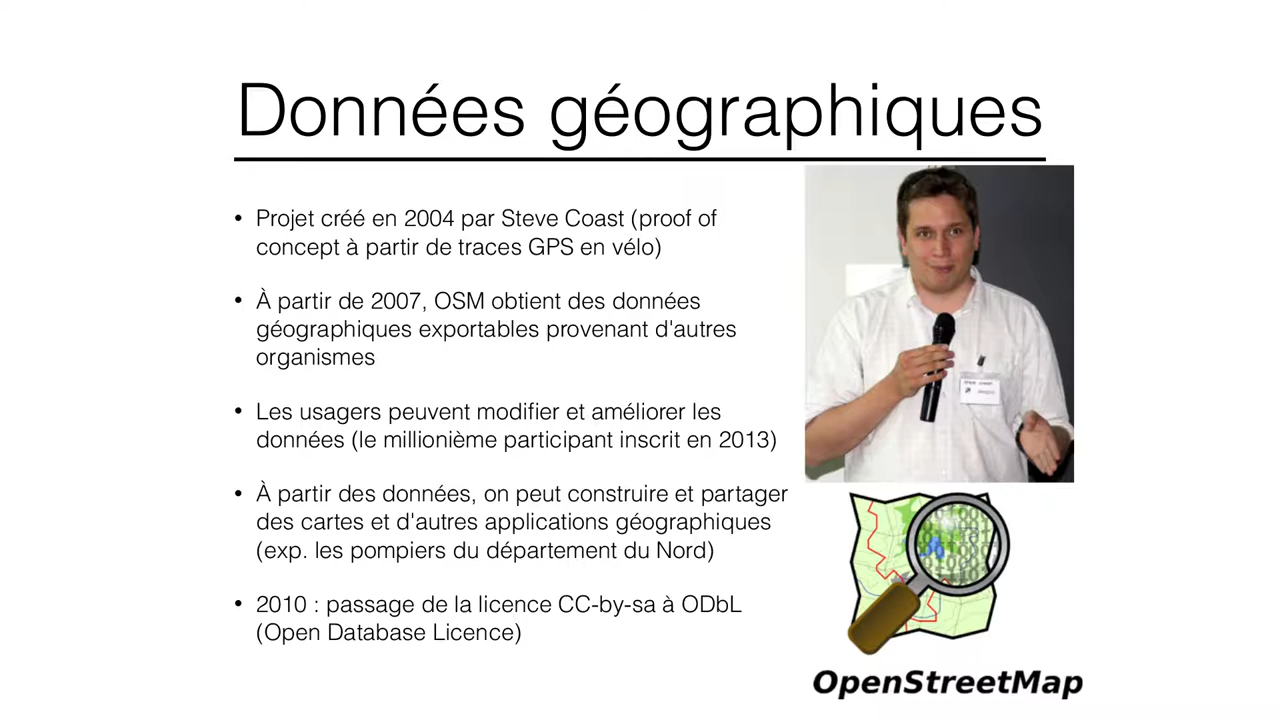 Données géographiques
• Projet créé en 2004 par Steve Coast (proof of
concept à partir de traces GPS en vélo)
• À partir de 2007, OSM obtient des données
géographiques exportables provenant d'autres
organismes
• Les usagers peuvent modifier et améliorer les
données (le millionième participant inscrit en 2013)
• À partir des données, on peut construire et partager
des cartes et d'autres applications géographiques
(exp. les pompiers du département du Nord)
• 2010 : passage de la licence CC-by-sa à ODbL
(Open Database Licence)
OpenStreetMap